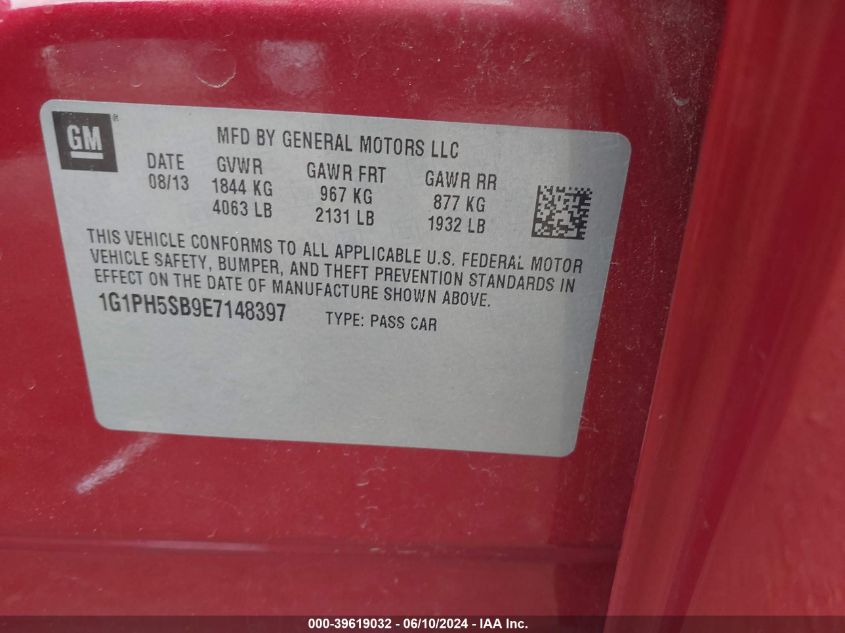 GM ®
MFD BY GENERAL MOTORS LLC
DATE GVWR GAWR FRT GAWR RR
08/13 1844 KG 967 KG 877 KG
4063 LB 2131 LB 1932 LB
THIS VEHICLE CONFORMS TO ALL APPLICABLE U.S. FEDERAL MOTOR
VEHICLE SAFETY, BUMPER, AND THEFT PREVENTION STANDARDS IN
EFFECT ON THE DATE OF MANUFACTURE SHOWN ABOVE.
1G1PH5SB9E7148397 TYPE: PASS CAR
000-39619032 - 06/10/2024 - IAA Inc.